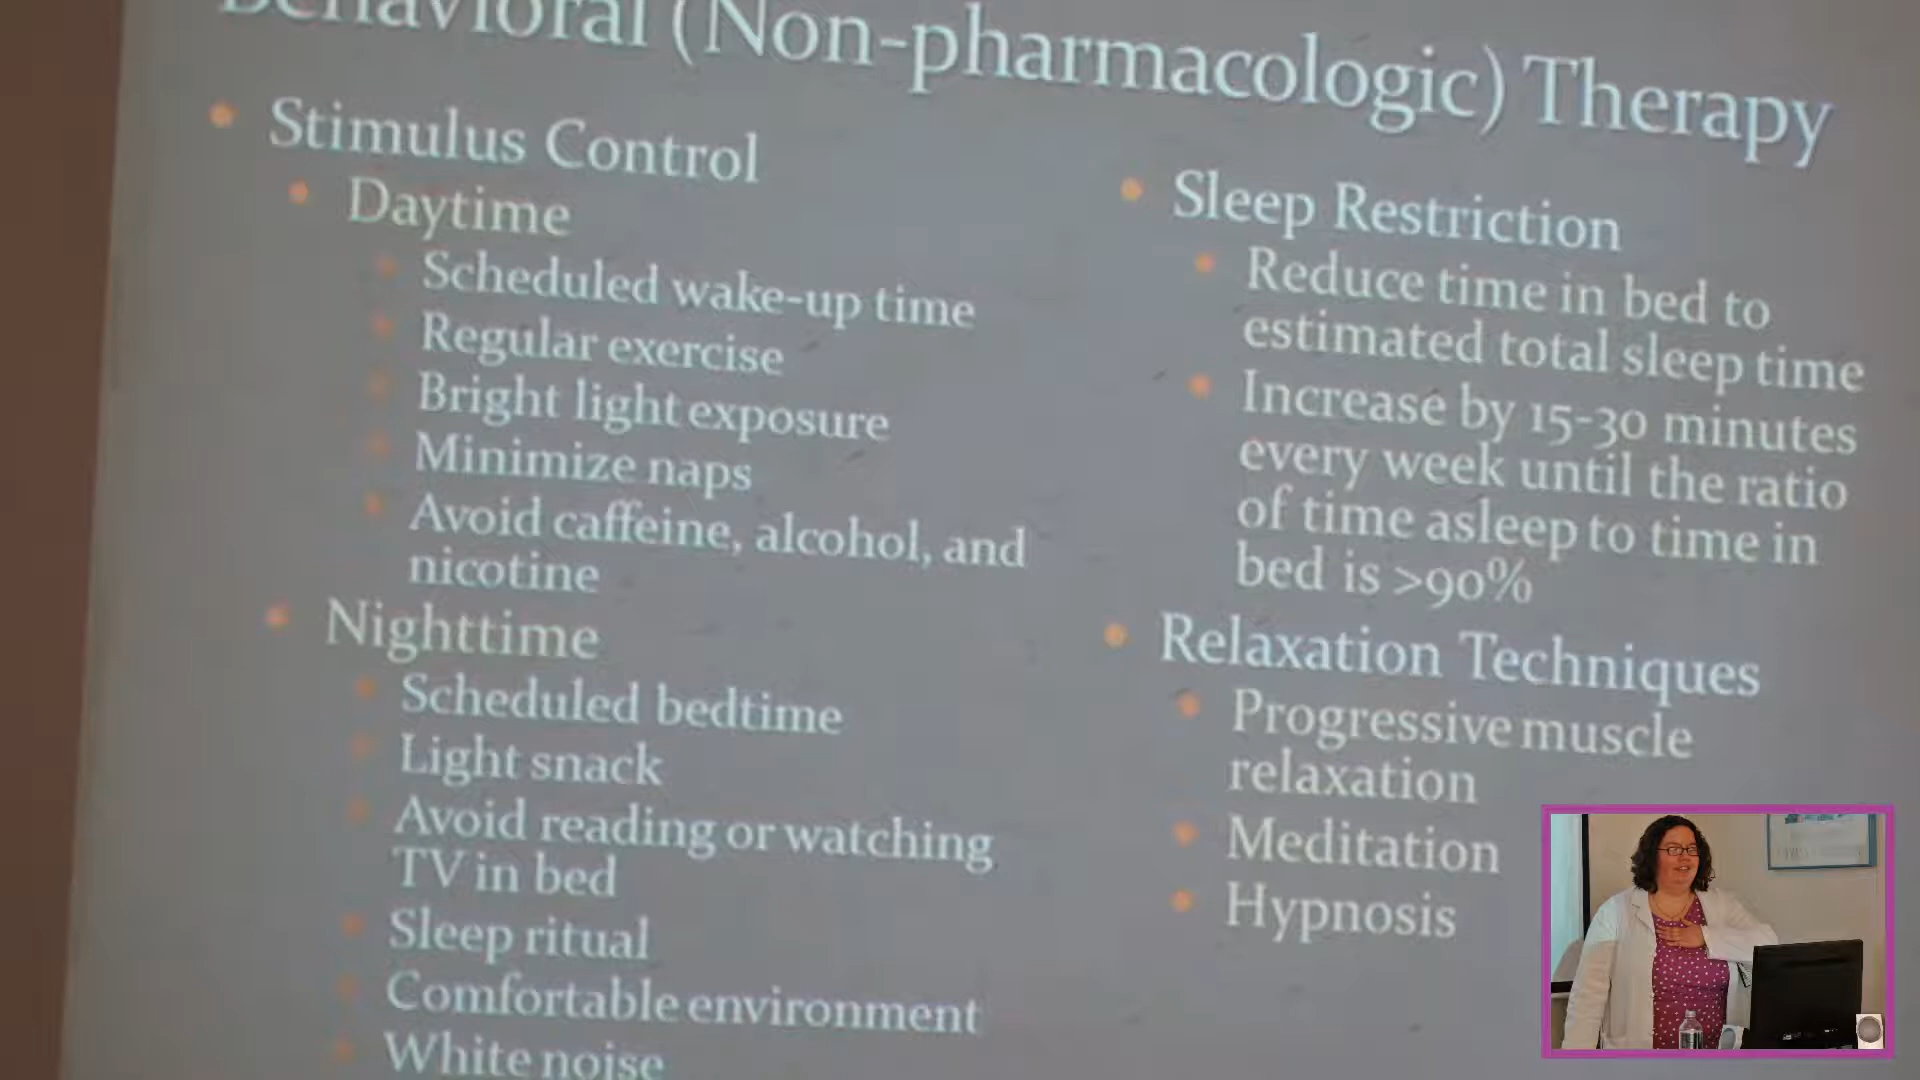 Behavioral (Non-pharmacologic) Therapy
Stimulus Control
Daytime
Scheduled wake-up time
Regular exercise
Bright light exposure
Minimize naps
Avoid caffeine, alcohol, and
nicotine
Nighttime
Scheduled bedtime
Light snack
Avoid reading or watching
TV in bed
Sleep ritual
Comfortable environment
White noise
Sleep Restriction
Reduce time in bed to
estimated total sleep time
Increase by 15-30 minutes
every week until the ratio
of time asleep to time in
bed is >90%
Relaxation Techniques
Progressive muscle
relaxation
Meditation
Hypnosis